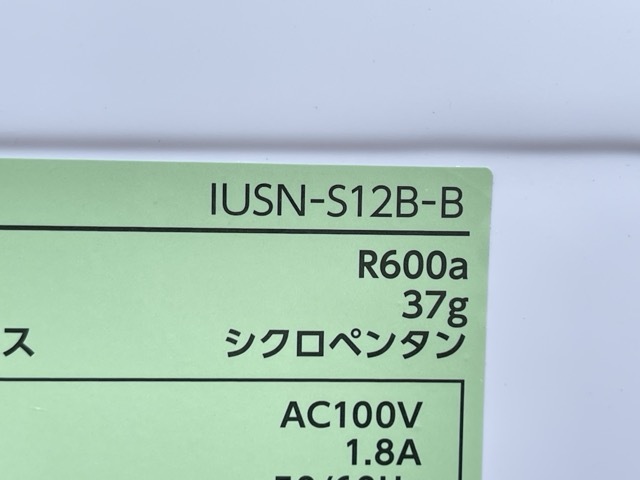 IUSN-S12B-B
R600a
37g
ス シクロペンタン
AC100V
1.8A